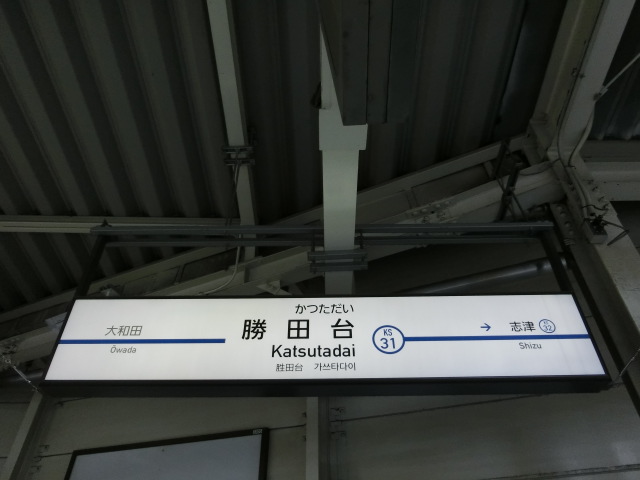 かつただい
大和田 勝田台 KS 31 → 志津 KS 32
Ōwada Katsutadai Shizu
胜田台 가쓰타다이